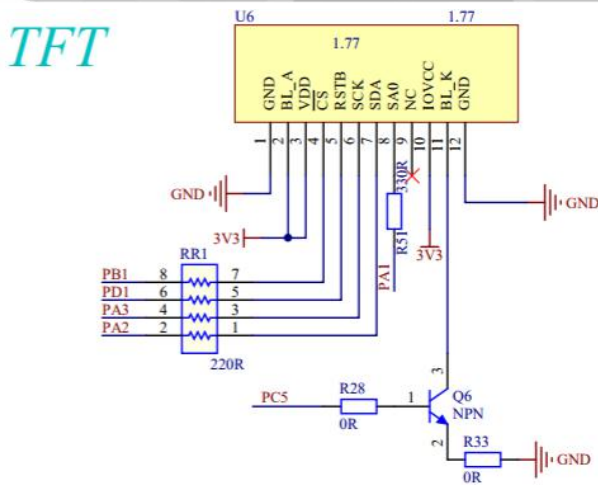 TFT
U6
1.77
1.77
GND
BL_A
VDD
CS
RSTB
SCK
SDA
SA0
NC
IOVCC
BL_K
GND
1
2
3
4
5
6
7
8
9
10
11
12
GND
330R
R51
GND
3V3
PA1
3V3
RR1
PB1 8 7
PD1 6 5
PA3 4 3
PA2 2 1
220R
3
PC5
R28
0R
1
Q6
NPN
2
R33
0R
GND